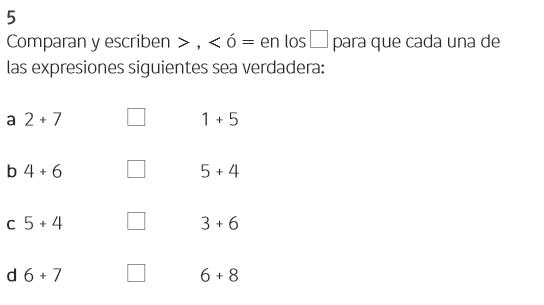 5
Comparan y escriben > , < ó = en los □ para que cada una de
las expresiones siguientes sea verdadera:
a 2 + 7 □ 1 + 5
b 4 + 6 □ 5 + 4
c 5 + 4 □ 3 + 6
d 6 + 7 □ 6 + 8